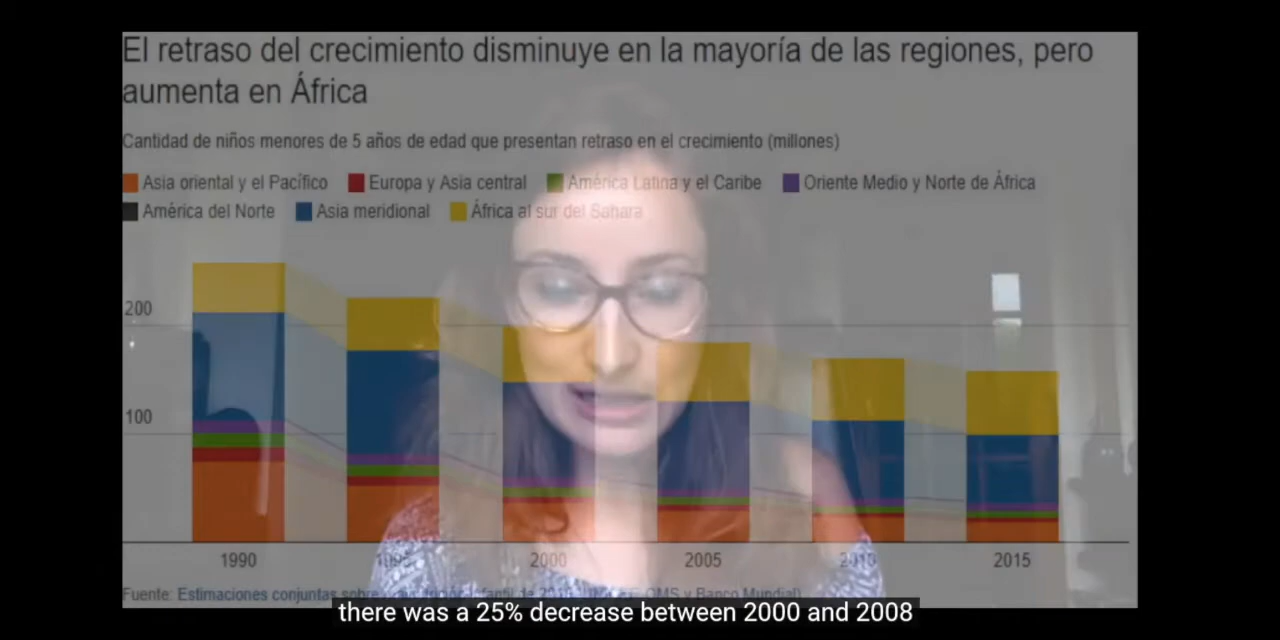 El retraso del crecimiento disminuye en la mayoría de las regiones, pero
aumenta en África
Cantidad de niños menores de 5 años de edad que presentan retraso en el crecimiento (millones)
Asia oriental y el Pacífico Europa y Asia central América Latina y el Caribe Oriente Medio y Norte de África
América del Norte Asia meridional África al sur del Sahara
200
100
1990 1995 2000 2005 2010 2015
Fuente: Estimaciones conjuntas sobre OMS y Banco Mundial)
there was a 25% decrease between 2000 and 2008